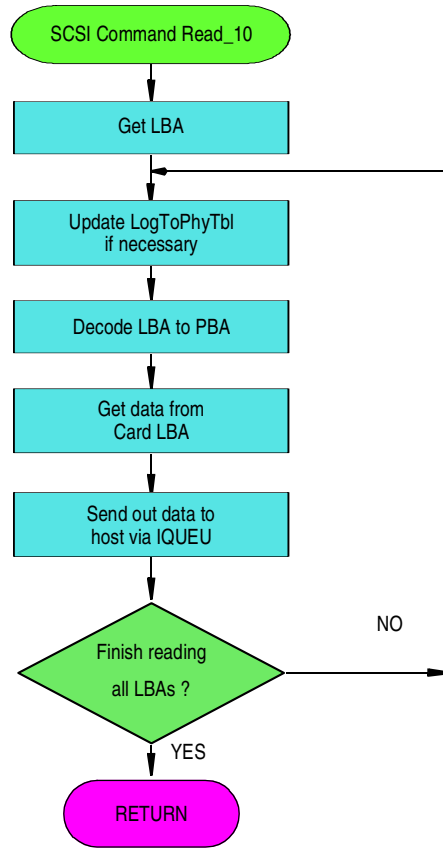 SCSI Command Read_10
Get LBA
Update LogToPhyTbl
if necessary
Decode LBA to PBA
Get data from
Card LBA
Send out data to
host via IQUEU
Finish reading
all LBAs ?
NO
YES
RETURN